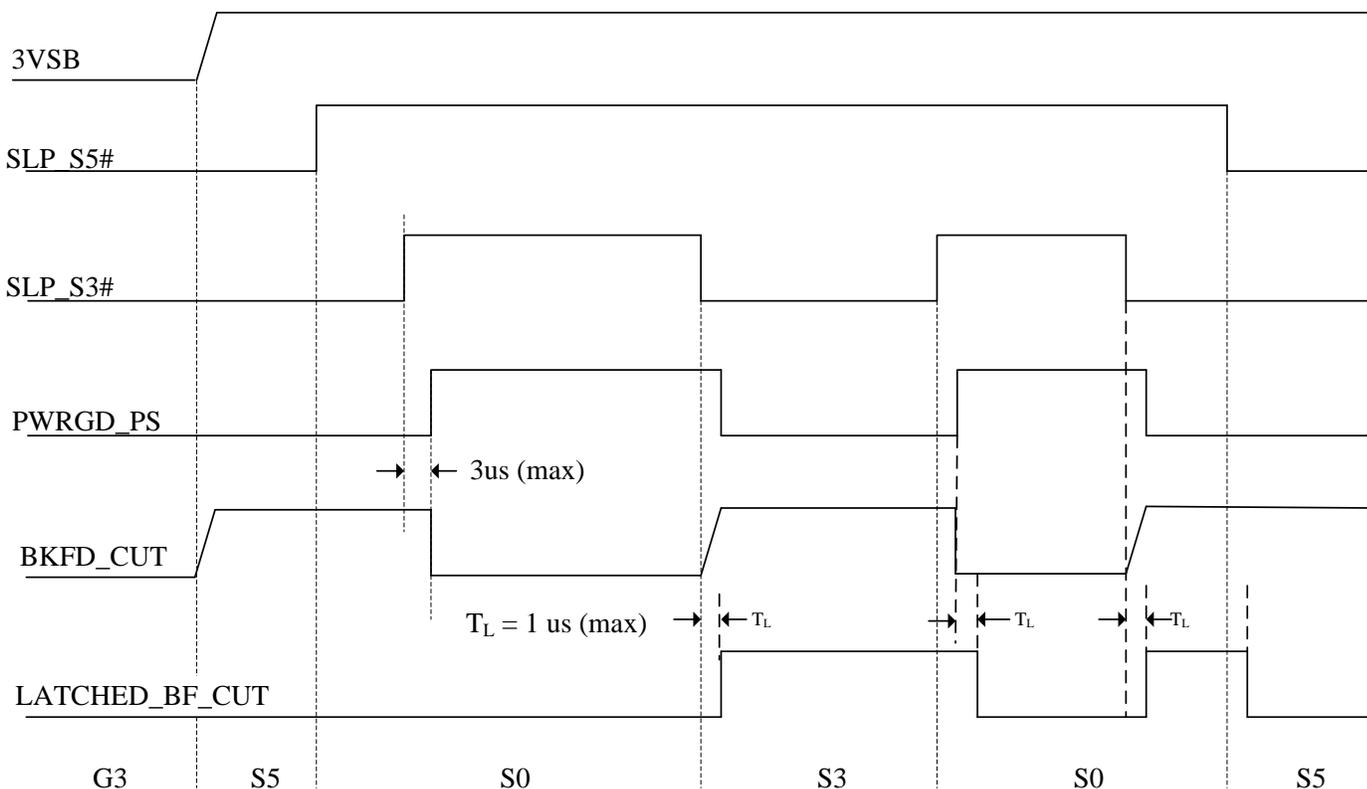 3VSB
SLP_S5#
SLP_S3#
PWRGD_PS
3us (max)
BKFD_CUT
T_L = 1 us (max)
T_L
T_L
T_L
LATCHED_BF_CUT
G3
S5
S0
S3
S0
S5